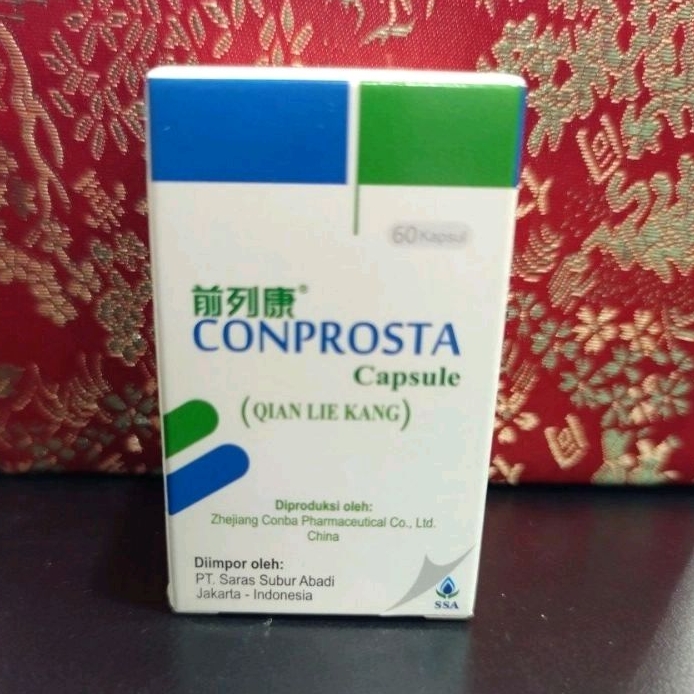 60 Kapsul
前列康®
CONPROSTA
Capsule
(QIAN LIE KANG)
Diproduksi oleh:
Zhejiang Conba Pharmaceutical Co., Ltd.
China
Diimpor oleh:
PT. Saras Subur Abadi
Jakarta - Indonesia
SSA